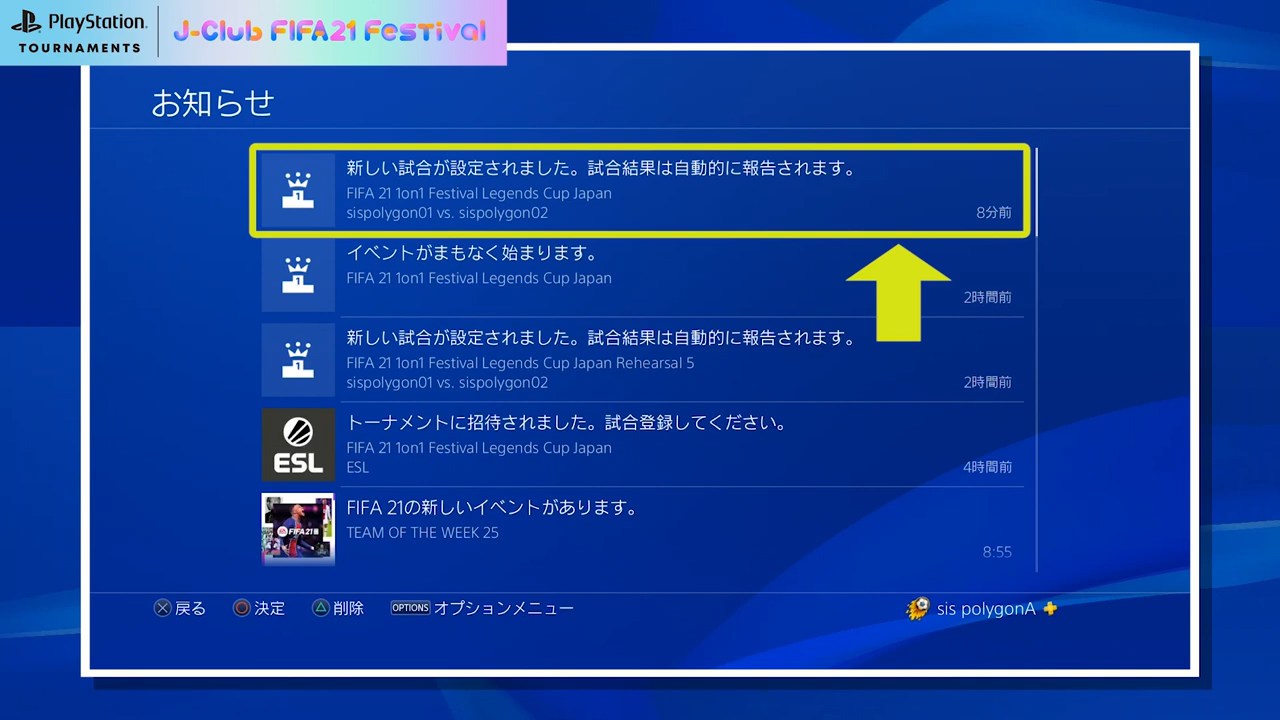 PlayStation.
TOURNAMENTS
J-Club FIFA21 Festival
お知らせ
新しい試合が設定されました。試合結果は自動的に報告されます。
FIFA 21 1on1 Festival Legends Cup Japan
sispolygon01 vs. sispolygon02
8分前
イベントがまもなく始まります。
FIFA 21 1on1 Festival Legends Cup Japan
2時間前
新しい試合が設定されました。試合結果は自動的に報告されます。
FIFA 21 1on1 Festival Legends Cup Japan Rehearsal 5
sispolygon01 vs. sispolygon02
2時間前
ESL
トーナメントに招待されました。試合登録してください。
FIFA 21 1on1 Festival Legends Cup Japan
ESL
4時間前
FIFA 21
FIFA 21の新しいイベントがあります。
TEAM OF THE WEEK 25
8:55
戻る 決定 削除 OPTIONS オプションメニュー sis polygonA